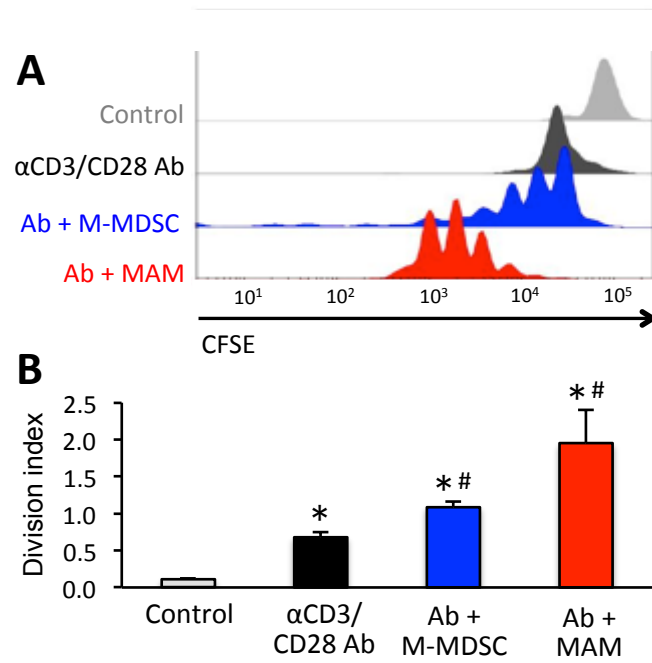 A
Control
αCD3/CD28 Ab
Ab + M-MDSC
Ab + MAM
10¹ 10² 10³ 10⁴ 10⁵
CFSE
B
Division index
2.5
2.0
1.5
1.0
0.5
0.0
*
* #
* #
Control
αCD3/
CD28 Ab
Ab +
M-MDSC
Ab +
MAM